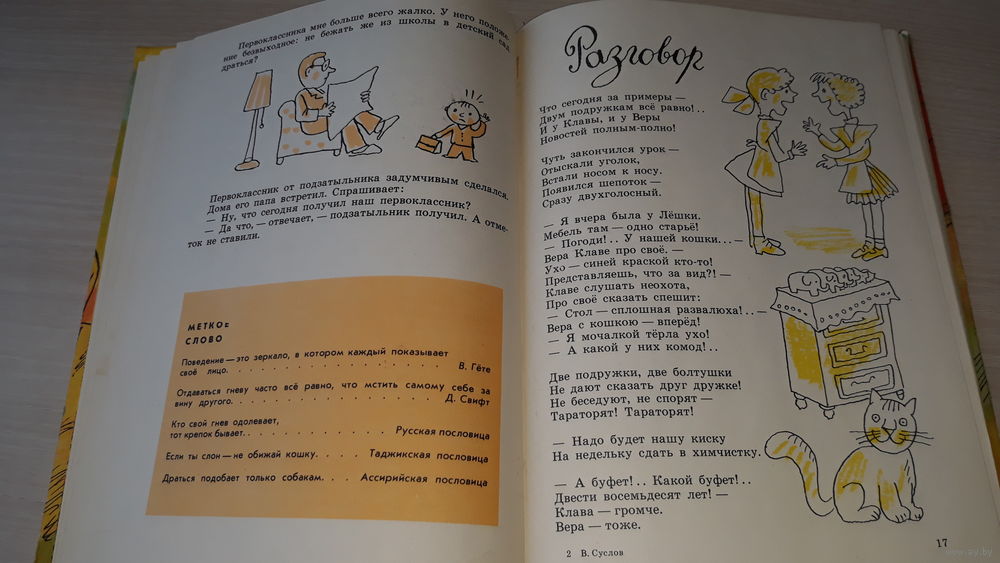 Первоклассника мне больше всего жалко. У него положе-
ние безвыходное: не бежать же из школы в детский сад
драться?
Первоклассник от подзатыльника задумчивым сделался.
Дома его папа встретил. Спрашивает:
— Ну, что сегодня получил наш первоклассник?
— Да что, — отвечает, — подзатыльник получил. А отме-
ток не ставили.
МЕТКОЕ
СЛОВО
Поведение — это зеркало, в котором каждый показывает
своё лицо. . . . . . . . . . . . . . . . . . В. Гёте
Отдаваться гневу часто всё равно, что мстить самому себе за
вину другого. . . . . . . . . . . . . . . . . Д. Свифт
Кто свой гнев одолевает,
тот крепок бывает. . . . . . . . . . . Русская пословица
Если ты слон — не обижай кошку. . . . . Таджикская пословица
Драться подобает только собакам. . . Ассирийская пословица
Разговор
Что сегодня за примеры —
Двум подружкам всё равно!..
И у Клавы, и у Веры
Новостей полным-полно!
Чуть закончился урок —
Отыскали уголок,
Встали носом к носу.
Появился шепоток —
Сразу двухголосный.
— Я вчера была у Лёшки.
Мебель там — одно старьё!
— Погоди!.. У нашей кошки... —
Вера Клаве про своё. —
Ухо — синей краской кто-то!
Представляешь, что за вид?! —
Клаве слушать неохота,
Про своё сказать спешит:
— Стол — сплошная развалюха!.. —
Вера с кошкою — вперёд!
— Я мочалкой тёрла ухо!
— А какой у них комод!..
Две подружки, две болтушки
Не дают сказать друг дружке!
Не беседуют, не спорят —
Тараторят! Тараторят!
— Надо будет нашу киску
На недельку сдать в химчистку.
— А буфет!.. Какой буфет!..
Двести восемьдесят лет! —
Клава — громче.
Вера — тоже.
2 В. Суслов
17
www.ay.by